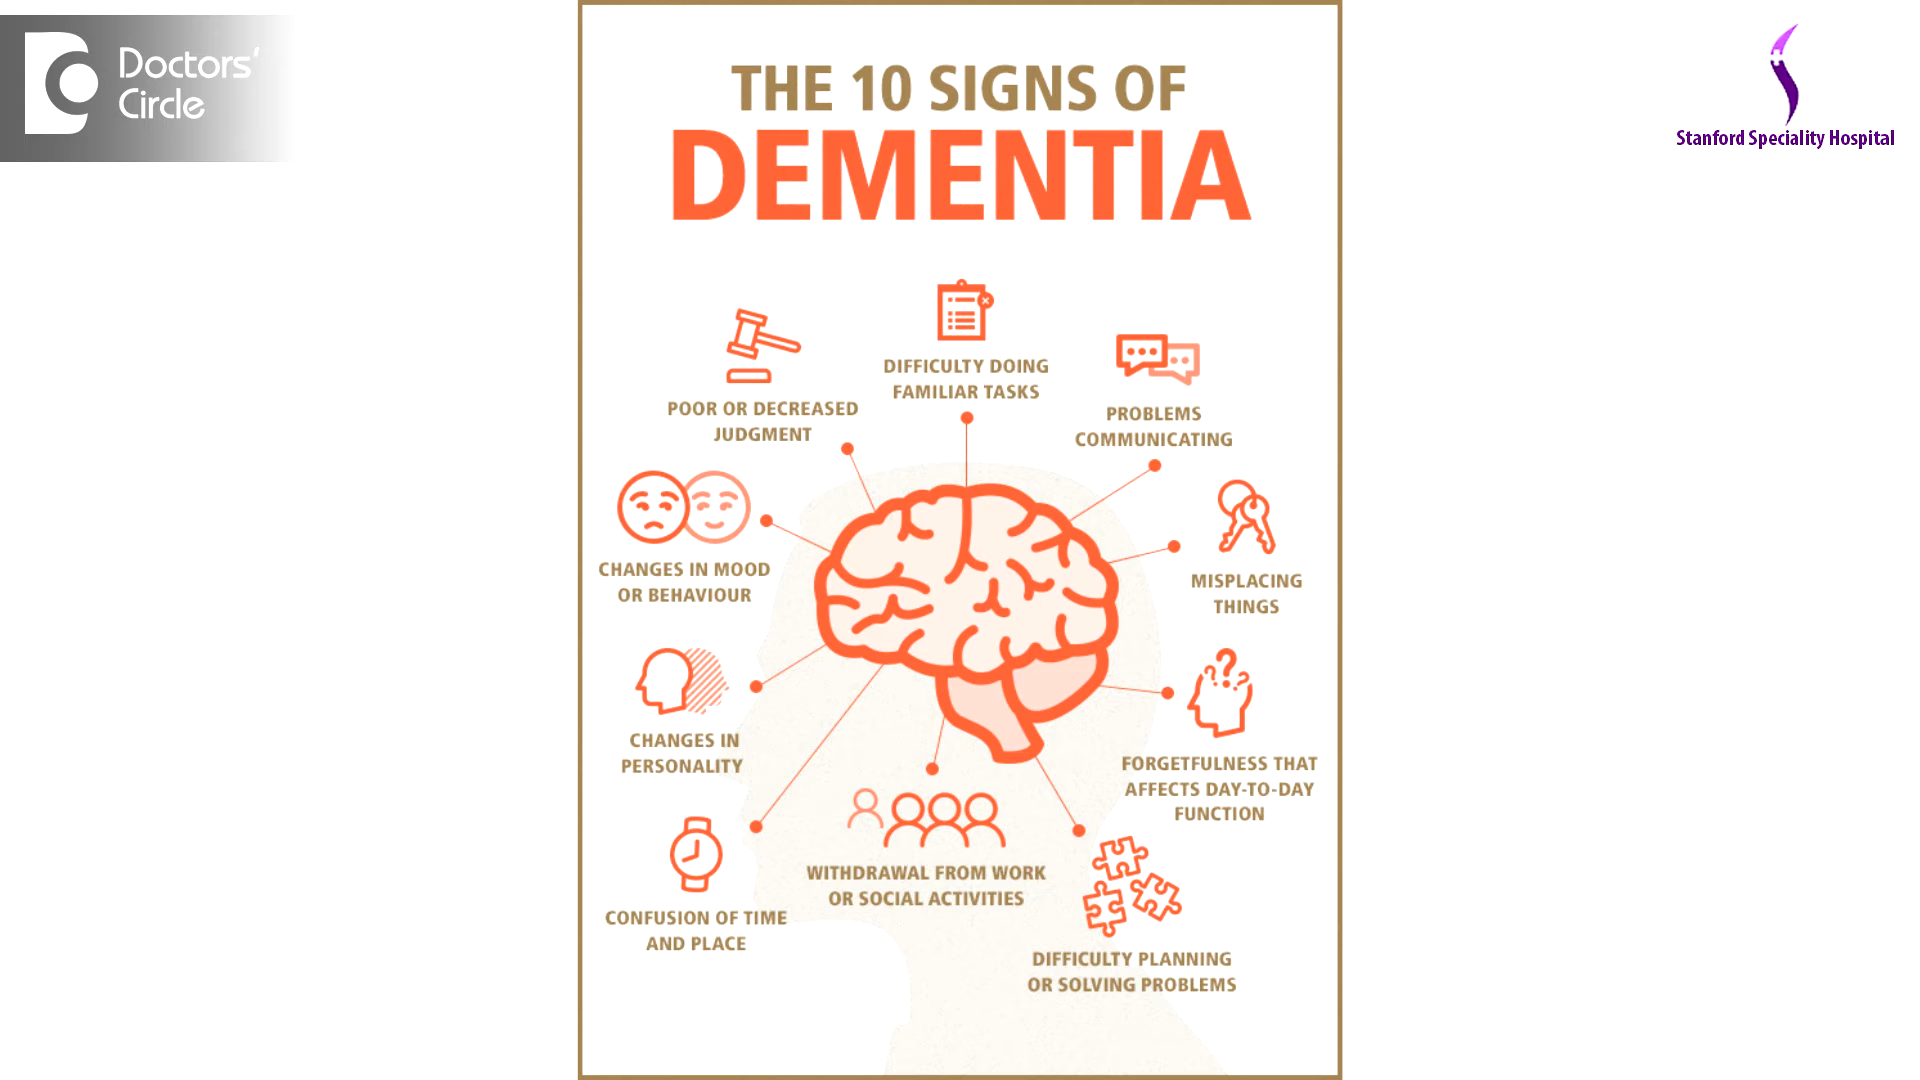 Doctors'
Circle
Stanford Speciality Hospital
THE 10 SIGNS OF
DEMENTIA
DIFFICULTY DOING
FAMILIAR TASKS
POOR OR DECREASED
JUDGMENT
PROBLEMS
COMMUNICATING
CHANGES IN MOOD
OR BEHAVIOUR
MISPLACING
THINGS
CHANGES IN
PERSONALITY
FORGETFULNESS THAT
AFFECTS DAY-TO-DAY
FUNCTION
WITHDRAWAL FROM WORK
OR SOCIAL ACTIVITIES
CONFUSION OF TIME
AND PLACE
DIFFICULTY PLANNING
OR SOLVING PROBLEMS